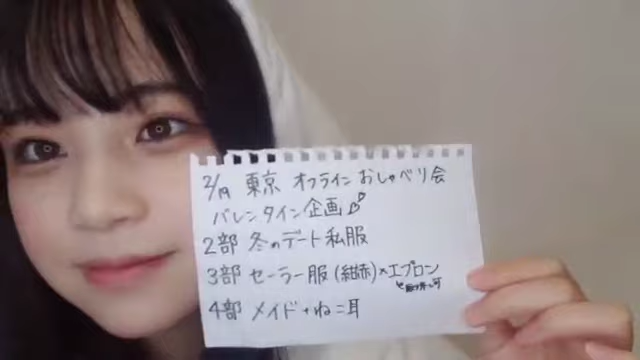 2/19 東京 オフラインおしゃべり会
バレンタイン企画
2部 冬のデート私服
3部 セーラー服(紺赤)×エプロン
4部 メイド+ねこ耳